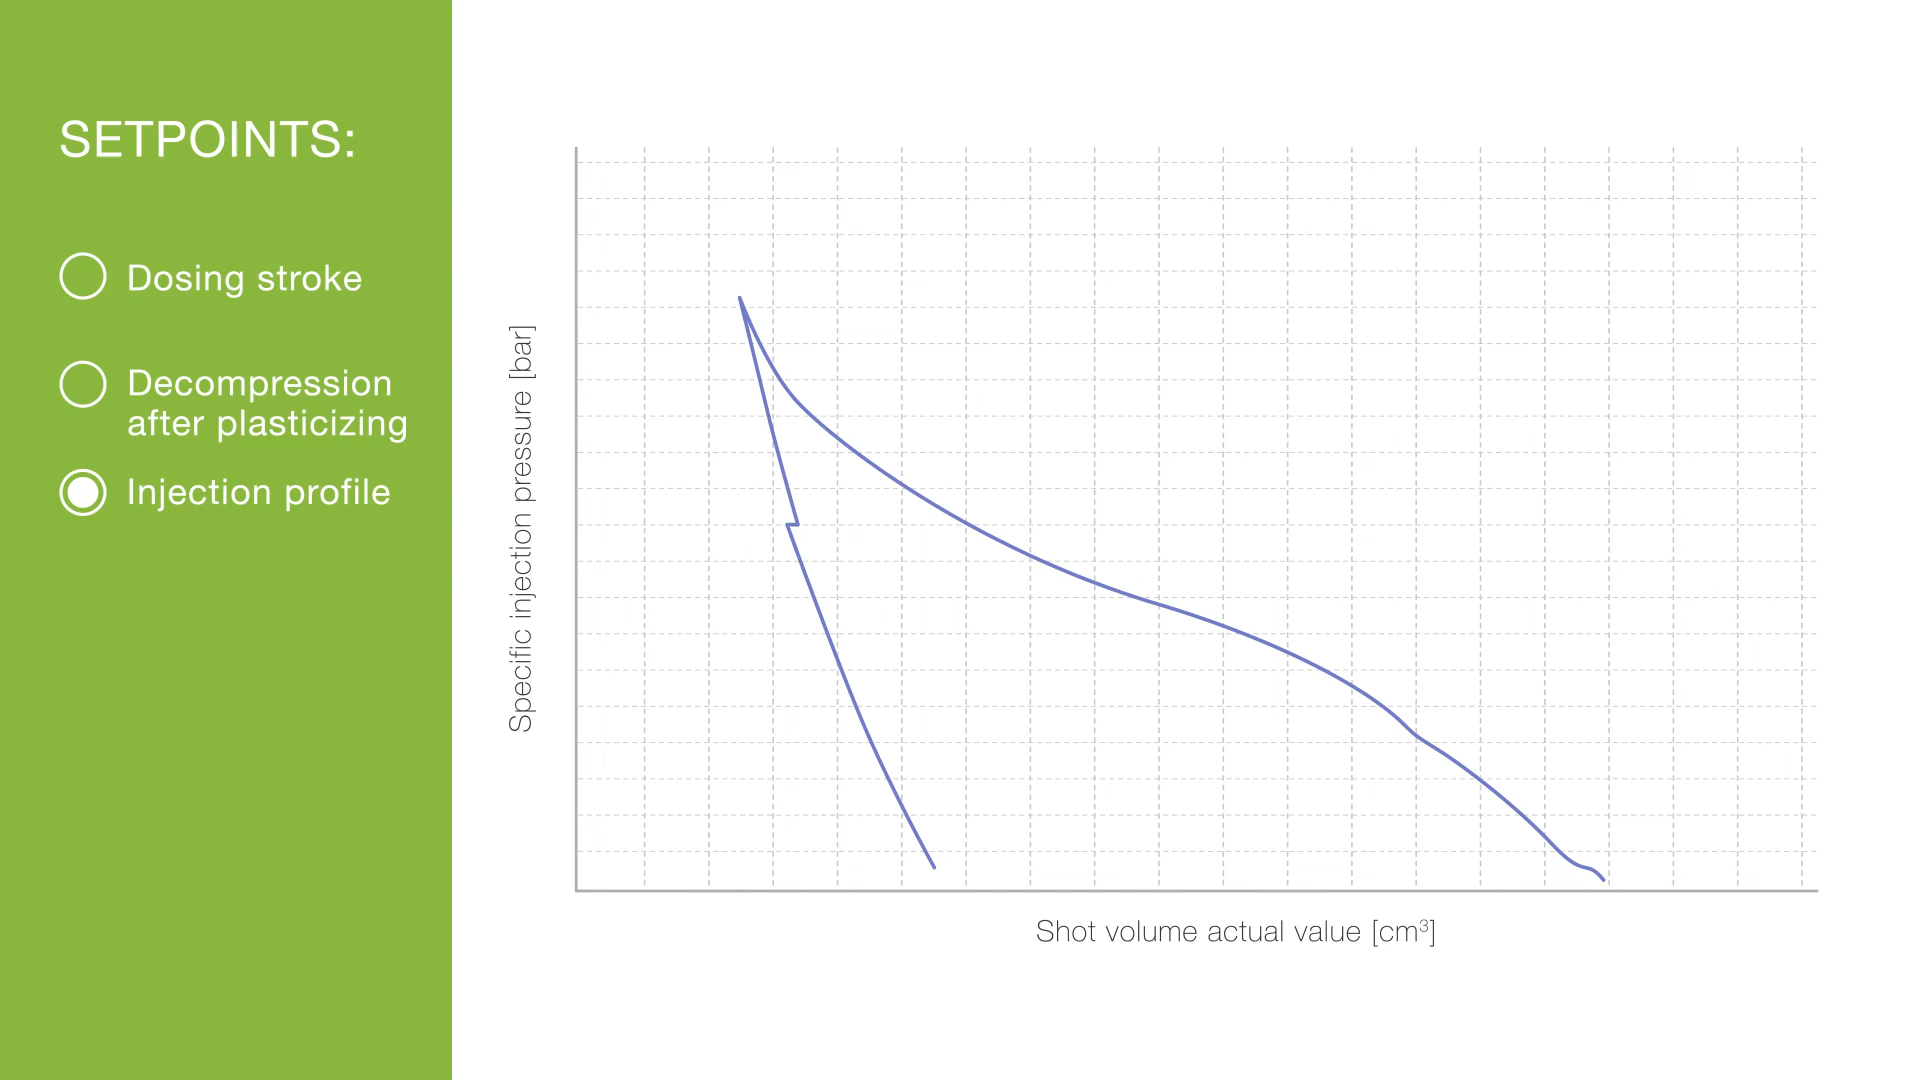 SETPOINTS:
Dosing stroke
Decompression
after plasticizing
Injection profile
Specific injection pressure [bar]
Shot volume actual value [cm³]